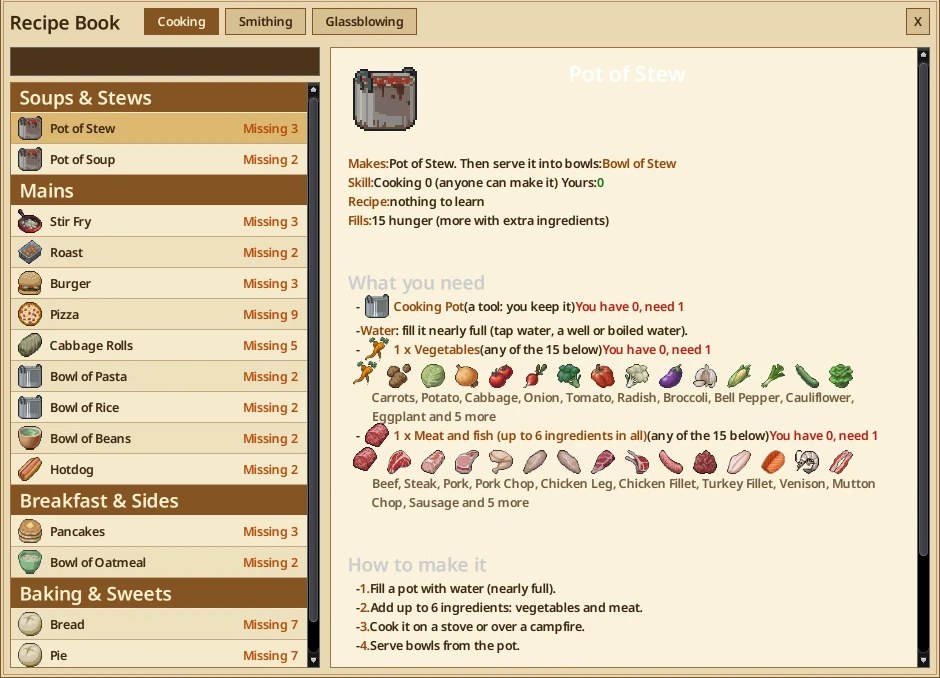 Recipe Book
Cooking
Smithing
Glassblowing
X
Soups & Stews
Pot of Stew Missing 3
Pot of Soup Missing 2
Mains
Stir Fry Missing 3
Roast Missing 2
Burger Missing 3
Pizza Missing 9
Cabbage Rolls Missing 5
Bowl of Pasta Missing 2
Bowl of Rice Missing 2
Bowl of Beans Missing 2
Hotdog Missing 2
Breakfast & Sides
Pancakes Missing 3
Bowl of Oatmeal Missing 2
Baking & Sweets
Bread Missing 7
Pie Missing 7
Pot of Stew
Makes:Pot of Stew. Then serve it into bowls:Bowl of Stew
Skill:Cooking 0 (anyone can make it) Yours:0
Recipe:nothing to learn
Fills:15 hunger (more with extra ingredients)
What you need
- Cooking Pot(a tool: you keep it)You have 0, need 1
-Water: fill it nearly full (tap water, a well or boiled water).
- 1 x Vegetables(any of the 15 below)You have 0, need 1
Carrots, Potato, Cabbage, Onion, Tomato, Radish, Broccoli, Bell Pepper, Cauliflower,
Eggplant and 5 more
- 1 x Meat and fish (up to 6 ingredients in all)(any of the 15 below)You have 0, need 1
Beef, Steak, Pork, Pork Chop, Chicken Leg, Chicken Fillet, Turkey Fillet, Venison, Mutton
Chop, Sausage and 5 more
How to make it
-1.Fill a pot with water (nearly full).
-2.Add up to 6 ingredients: vegetables and meat.
-3.Cook it on a stove or over a campfire.
-4.Serve bowls from the pot.